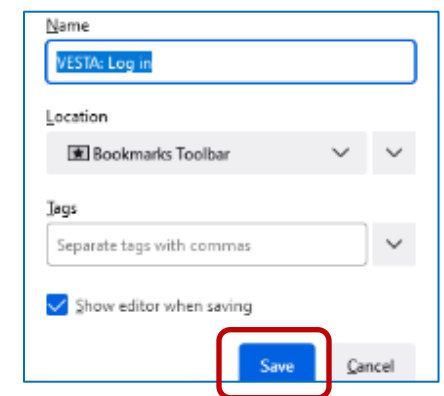 Name
VESTA: Log in
Location
Bookmarks Toolbar
Tags
Separate tags with commas
Show editor when saving
Save Cancel